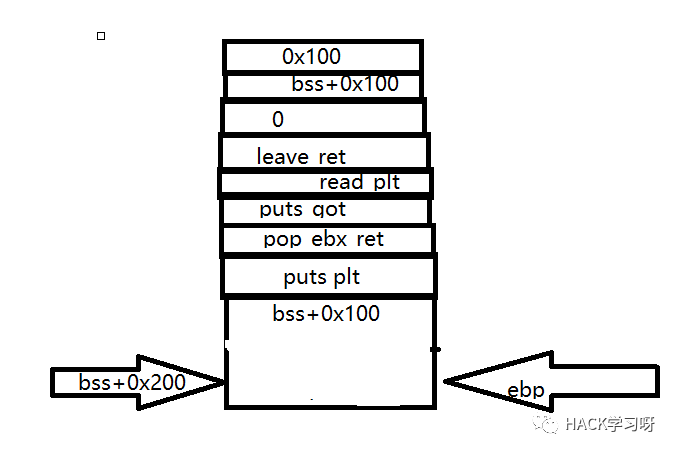 0x100
bss+0x100
0
leave ret
read plt
puts got
pop ebx ret
puts plt
bss+0x100
bss+0x200
ebp
HACK学习呀